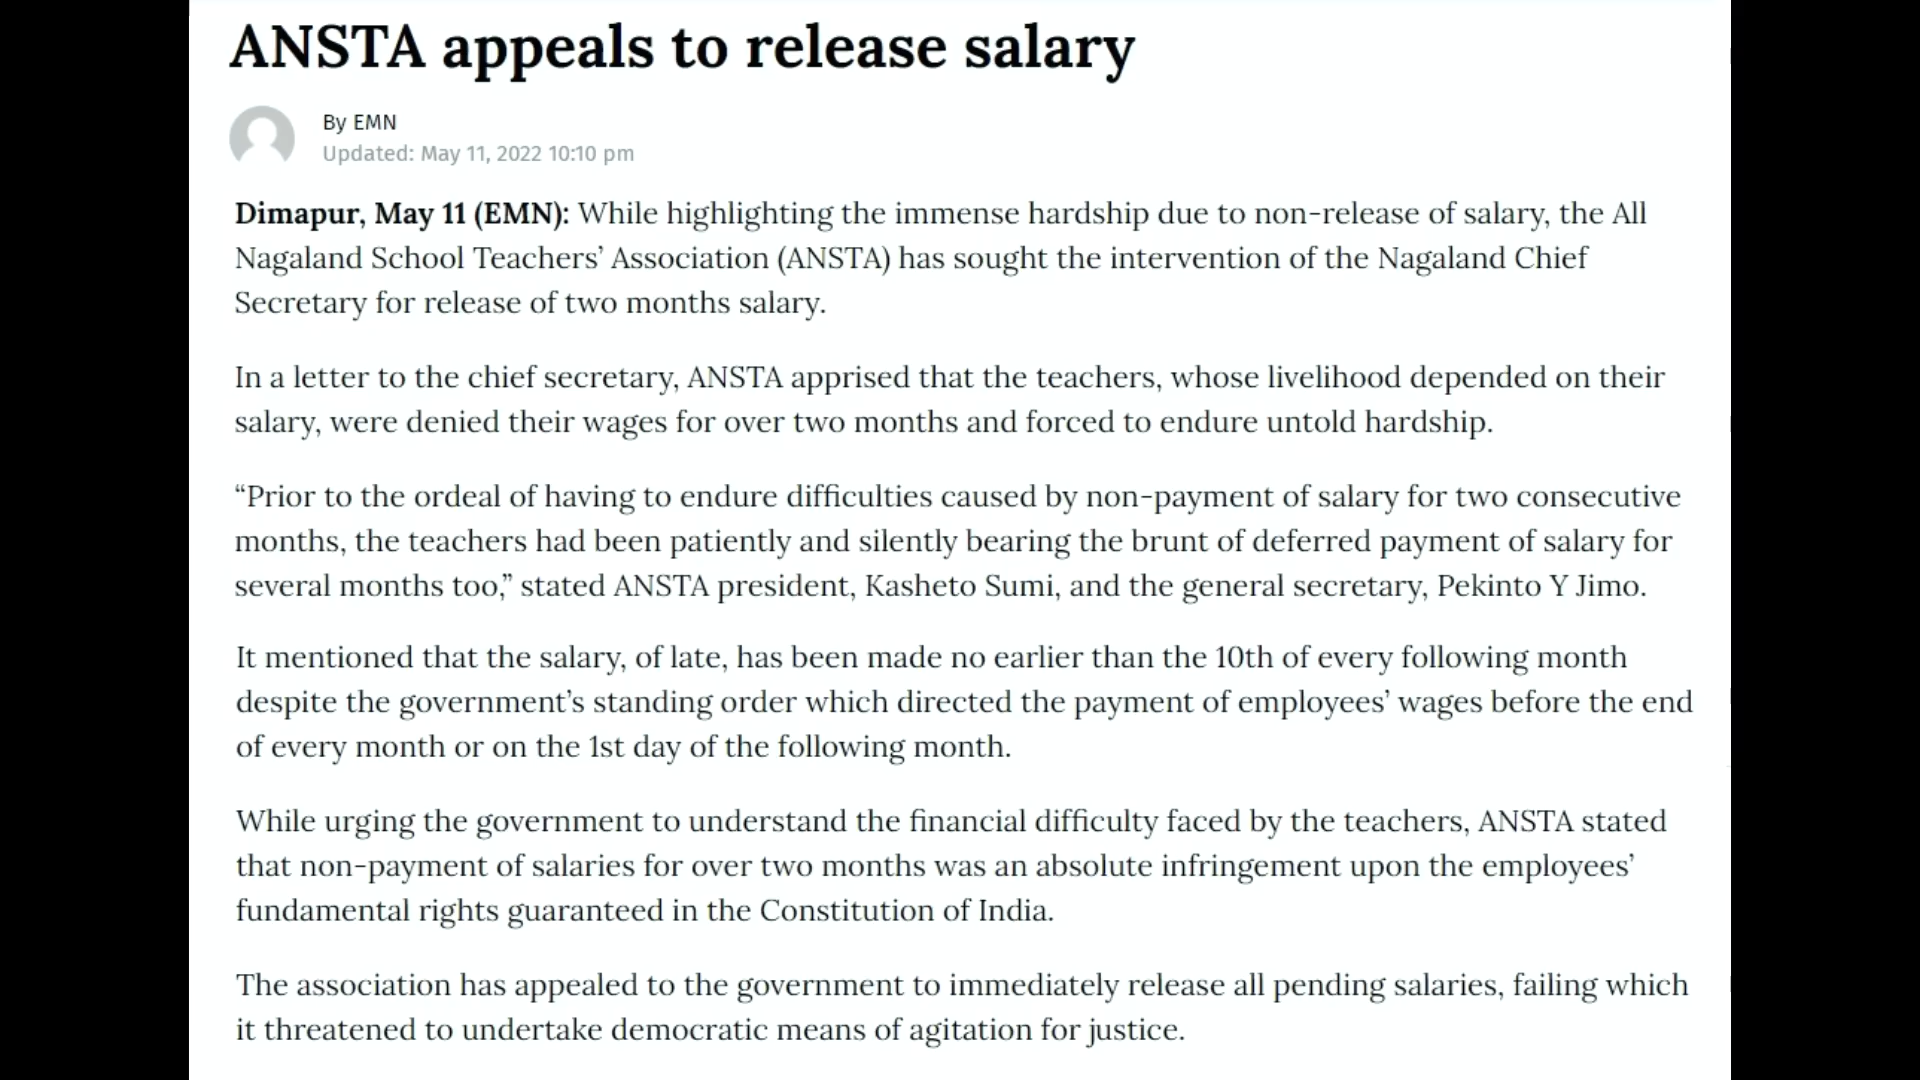 ANSTA appeals to release salary
By EMN
Updated: May 11, 2022 10:10 pm
Dimapur, May 11 (EMN): While highlighting the immense hardship due to non-release of salary, the All
Nagaland School Teachers’ Association (ANSTA) has sought the intervention of the Nagaland Chief
Secretary for release of two months salary.
In a letter to the chief secretary, ANSTA apprised that the teachers, whose livelihood depended on their
salary, were denied their wages for over two months and forced to endure untold hardship.
“Prior to the ordeal of having to endure difficulties caused by non-payment of salary for two consecutive
months, the teachers had been patiently and silently bearing the brunt of deferred payment of salary for
several months too,” stated ANSTA president, Kasheto Sumi, and the general secretary, Pekinto Y Jimo.
It mentioned that the salary, of late, has been made no earlier than the 10th of every following month
despite the government’s standing order which directed the payment of employees’ wages before the end
of every month or on the 1st day of the following month.
While urging the government to understand the financial difficulty faced by the teachers, ANSTA stated
that non-payment of salaries for over two months was an absolute infringement upon the employees’
fundamental rights guaranteed in the Constitution of India.
The association has appealed to the government to immediately release all pending salaries, failing which
it threatened to undertake democratic means of agitation for justice.